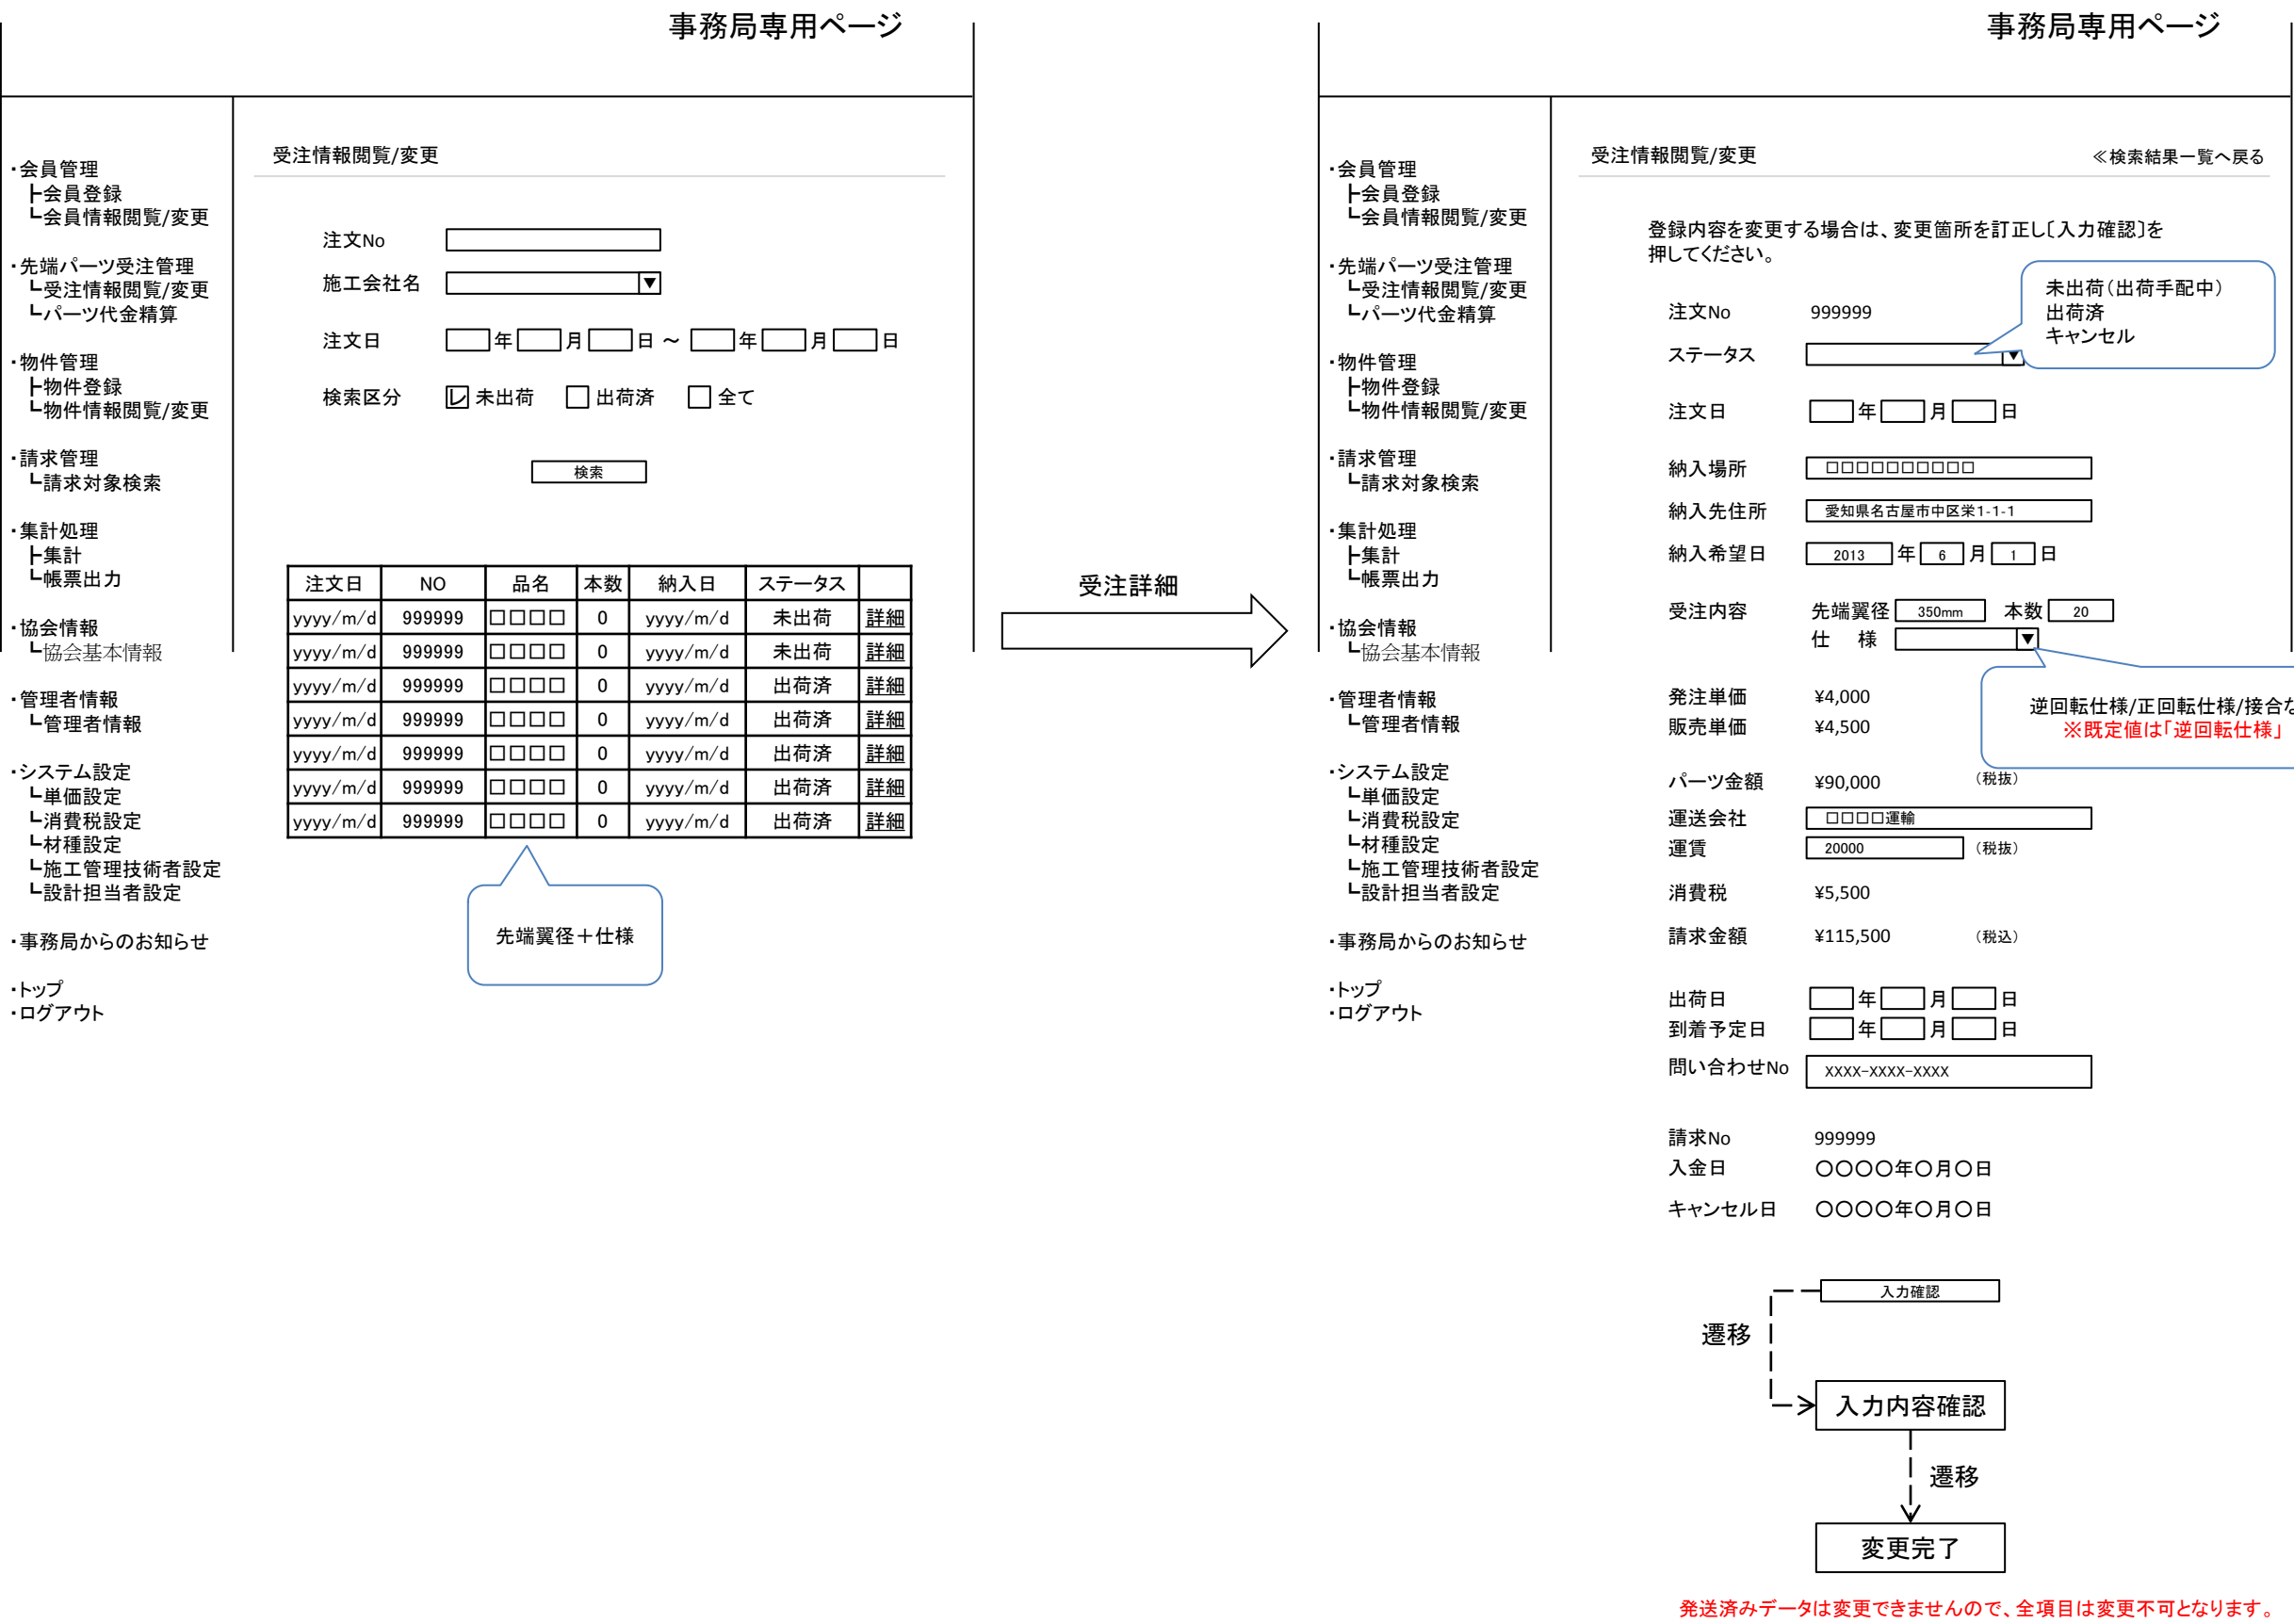 事務局専用ページ
・会員管理
┣会員登録
┗会員情報閲覧/変更
・先端パーツ受注管理
┗受注情報閲覧/変更
┗パーツ代金精算
・物件管理
┣物件登録
┗物件情報閲覧/変更
・請求管理
┗請求対象検索
・集計処理
┣集計
┗帳票出力
・協会情報
┗協会基本情報
・管理者情報
┗管理者情報
・システム設定
┗単価設定
┗消費税設定
┗材種設定
┗施工管理技術者設定
┗設計担当者設定
・事務局からのお知らせ
・トップ
・ログアウト
受注情報閲覧/変更
注文No
施工会社名 ▼
注文日 年 月 日 ～ 年 月 日
検索区分 レ 未出荷 出荷済 全て
検索
注文日 NO 品名 本数 納入日 ステータス
yyyy/m/d 999999 □□□□ 0 yyyy/m/d 未出荷 詳細
yyyy/m/d 999999 □□□□ 0 yyyy/m/d 未出荷 詳細
yyyy/m/d 999999 □□□□ 0 yyyy/m/d 出荷済 詳細
yyyy/m/d 999999 □□□□ 0 yyyy/m/d 出荷済 詳細
yyyy/m/d 999999 □□□□ 0 yyyy/m/d 出荷済 詳細
yyyy/m/d 999999 □□□□ 0 yyyy/m/d 出荷済 詳細
yyyy/m/d 999999 □□□□ 0 yyyy/m/d 出荷済 詳細
先端翼径＋仕様
受注詳細
事務局専用ページ
・会員管理
┣会員登録
┗会員情報閲覧/変更
・先端パーツ受注管理
┗受注情報閲覧/変更
┗パーツ代金精算
・物件管理
┣物件登録
┗物件情報閲覧/変更
・請求管理
┗請求対象検索
・集計処理
┣集計
┗帳票出力
・協会情報
┗協会基本情報
・管理者情報
┗管理者情報
・システム設定
┗単価設定
┗消費税設定
┗材種設定
┗施工管理技術者設定
┗設計担当者設定
・事務局からのお知らせ
・トップ
・ログアウト
受注情報閲覧/変更 ≪検索結果一覧へ戻る
登録内容を変更する場合は、変更箇所を訂正し〔入力確認〕を
押してください。
未出荷（出荷手配中）
出荷済
キャンセル
注文No 999999
ステータス ▼
注文日 年 月 日
納入場所 □□□□□□□□□□
納入先住所 愛知県名古屋市中区栄1-1-1
納入希望日 2013 年 6 月 1 日
受注内容 先端翼径 350mm 本数 20
仕　様 ▼
逆回転仕様/正回転仕様/接合な
※既定値は「逆回転仕様」
発注単価 ¥4,000
販売単価 ¥4,500
パーツ金額 ¥90,000 （税抜）
運送会社 □□□□運輸
運賃 20000 （税抜）
消費税 ¥5,500
請求金額 ¥115,500 （税込）
出荷日 年 月 日
到着予定日 年 月 日
問い合わせNo XXXX-XXXX-XXXX
請求No 999999
入金日 〇〇〇〇年〇月〇日
キャンセル日 〇〇〇〇年〇月〇日
入力確認
遷移
入力内容確認
遷移
変更完了
発送済みデータは変更できませんので、全項目は変更不可となります。